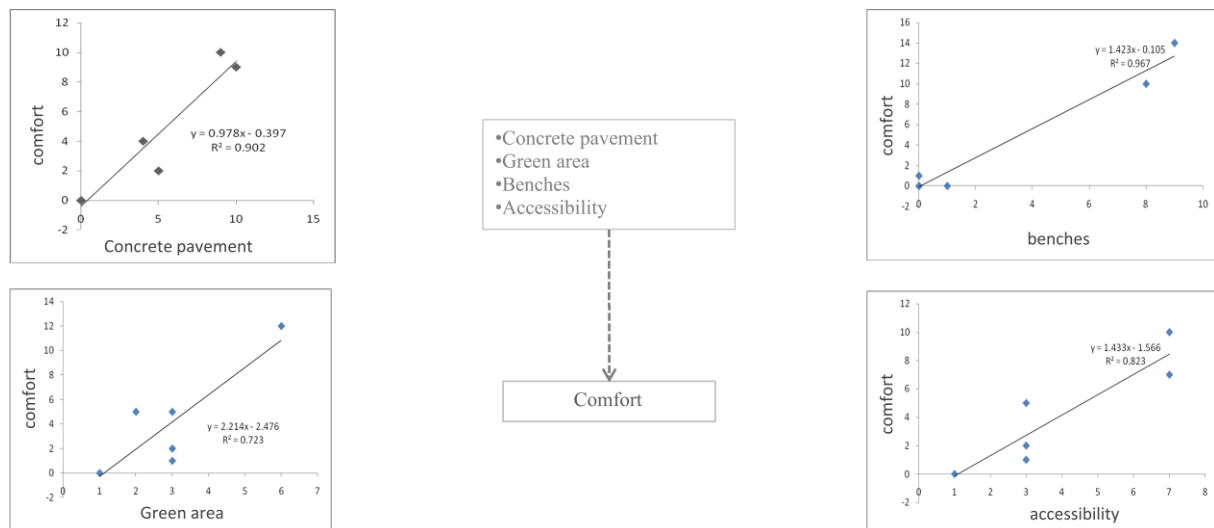 12
10
8
6
4
2
0
-2
0 5 10 15
comfort
y = 0.978x - 0.397
R² = 0.902
Concrete pavement
14
12
10
8
6
4
2
0
-2
0 1 2 3 4 5 6 7
comfort
y = 2.214x - 2.476
R² = 0.723
Green area
•Concrete pavement
•Green area
•Benches
•Accessibility
Comfort
16
14
12
10
8
6
4
2
0
-2
0 2 4 6 8 10
comfort
y = 1.423x - 0.105
R² = 0.967
benches
12
10
8
6
4
2
0
-2
0 1 2 3 4 5 6 7 8
comfort
y = 1.433x - 1.566
R² = 0.823
accessibility